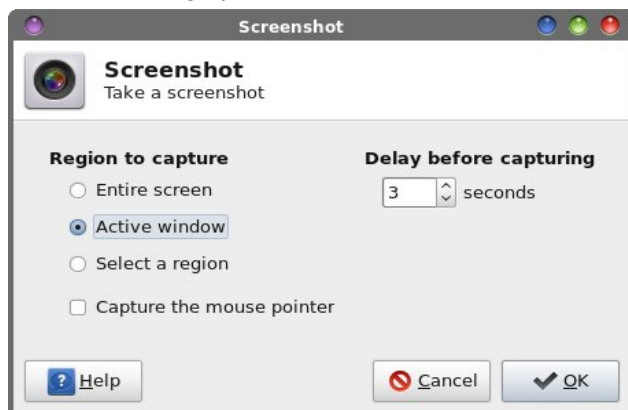 Screenshot
Screenshot
Take a screenshot
Region to capture
Entire screen
Active window
Select a region
Capture the mouse pointer
Delay before capturing
3 seconds
Help
Cancel
OK